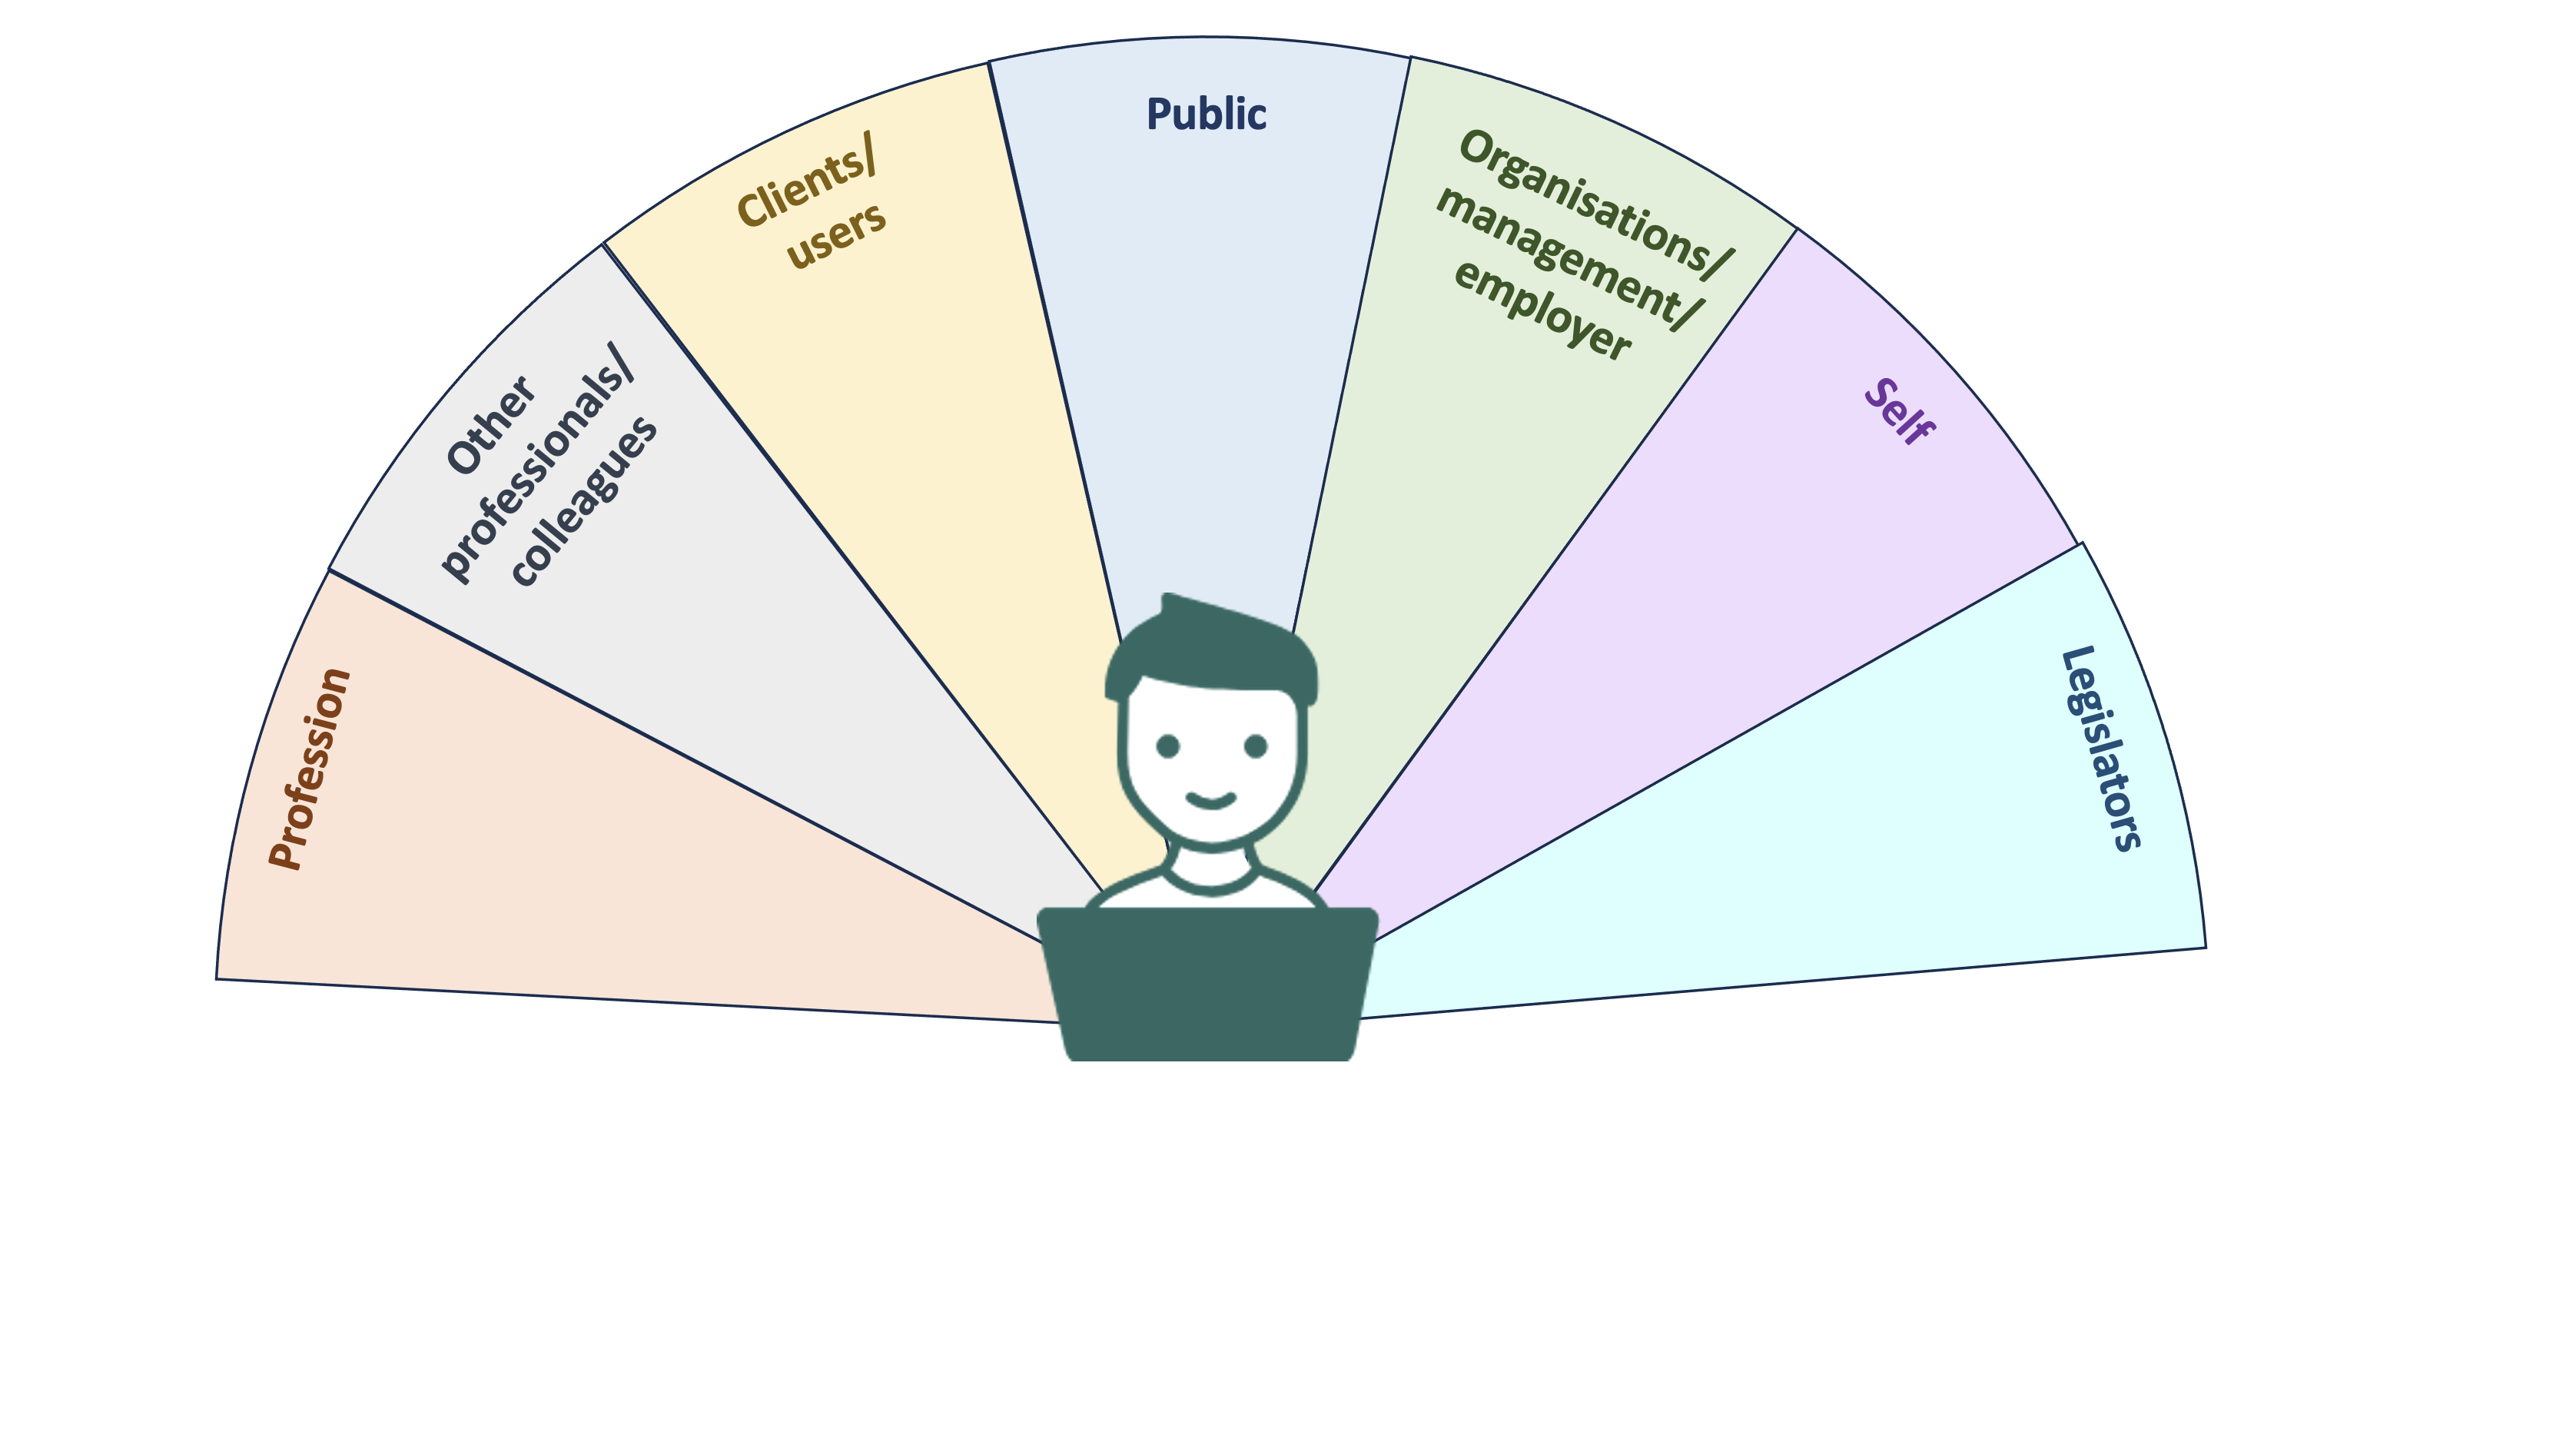 Profession
Other
professionals/
colleagues
Clients/
users
Public
Organisations/
management/
employer
Self
Legislators